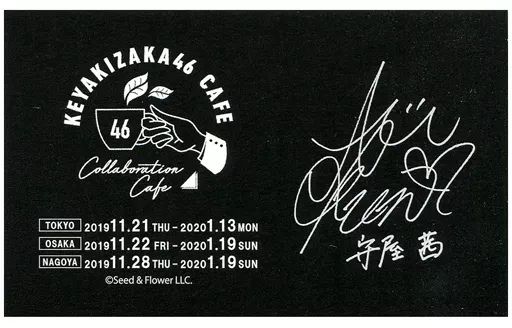 KEYAKIZAKA46 CAFE
46
Collaboration
Cafe
TOKYO 2019 11.21 THU - 2020 1.13 MON
OSAKA 2019 11.22 FRI - 2020 1.19 SUN
NAGOYA 2019 11.28 THU - 2020 1.19 SUN
©Seed & Flower LLC.
守屋 茜